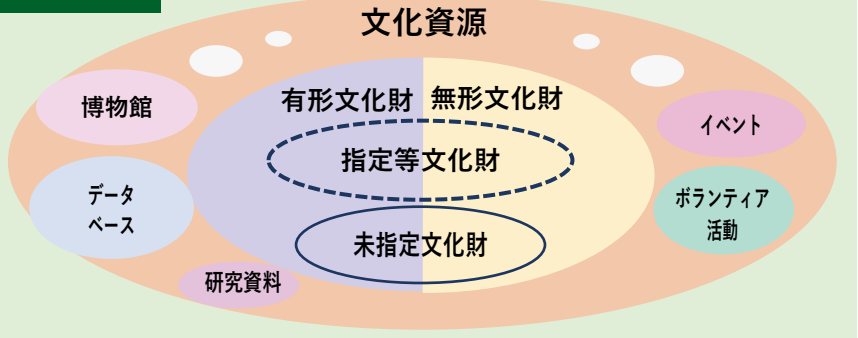 文化資源
有形文化財 無形文化財
博物館
イベント
指定等文化財
データ
ベース
ボランティア
活動
未指定文化財
研究資料